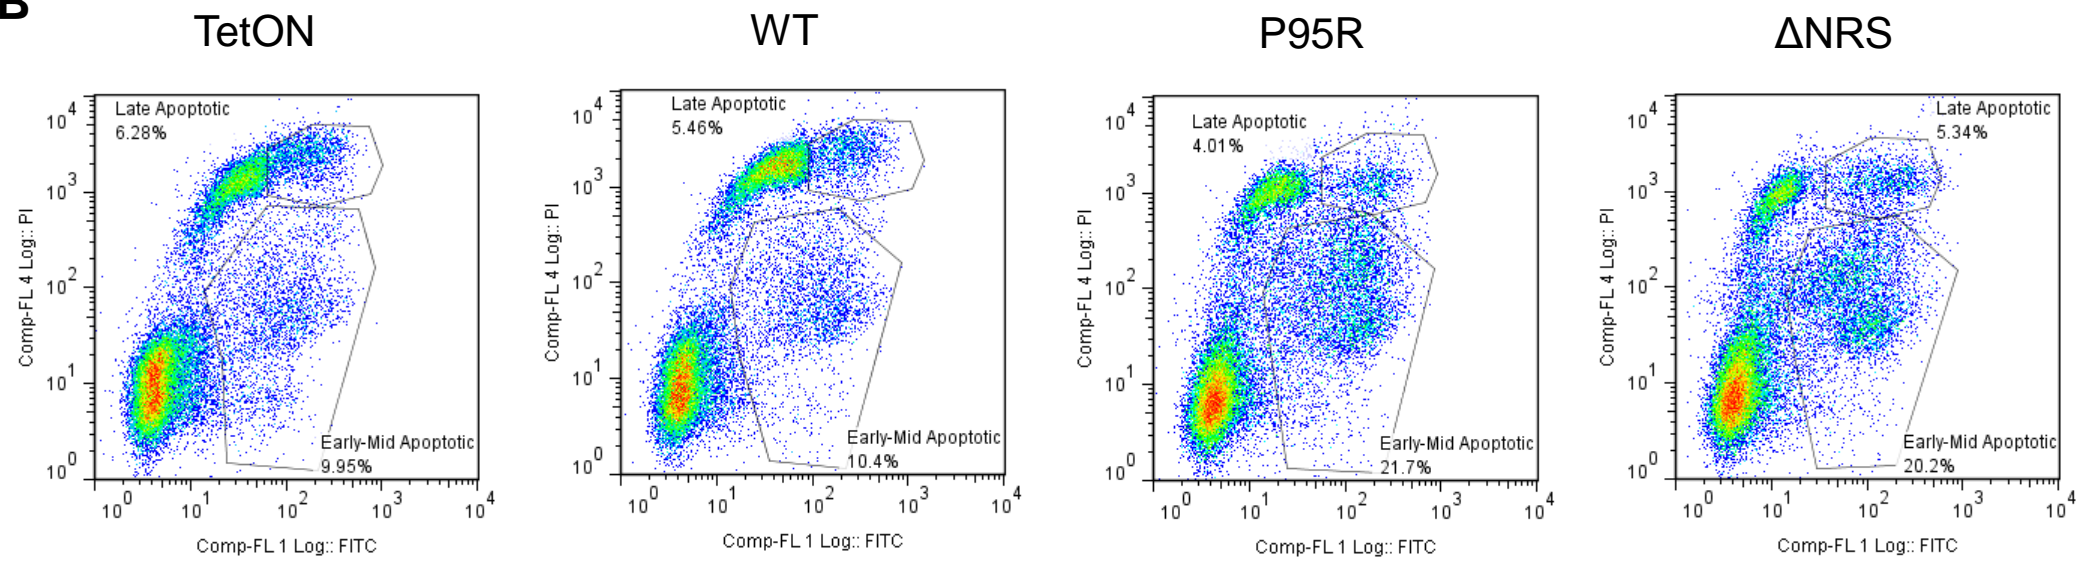 B
TetON
WT
P95R
ΔNRS
Late Apoptotic
6.28%
Early-Mid Apoptotic
9.95%
10^4
10^3
10^2
10^1
10^0
Comp-FL 4 Log:: PI
10^0 10^1 10^2 10^3 10^4
Comp-FL 1 Log:: FITC
Late Apoptotic
5.46%
Early-Mid Apoptotic
10.4%
10^4
10^3
10^2
10^1
10^0
Comp-FL 4 Log:: PI
10^0 10^1 10^2 10^3 10^4
Comp-FL 1 Log:: FITC
Late Apoptotic
4.01%
Early-Mid Apoptotic
21.7%
10^4
10^3
10^2
10^1
10^0
Comp-FL 4 Log:: PI
10^0 10^1 10^2 10^3 10^4
Comp-FL 1 Log:: FITC
Late Apoptotic
5.34%
Early-Mid Apoptotic
20.2%
10^4
10^3
10^2
10^1
10^0
Comp-FL 4 Log:: PI
10^0 10^1 10^2 10^3 10^4
Comp-FL 1 Log:: FITC